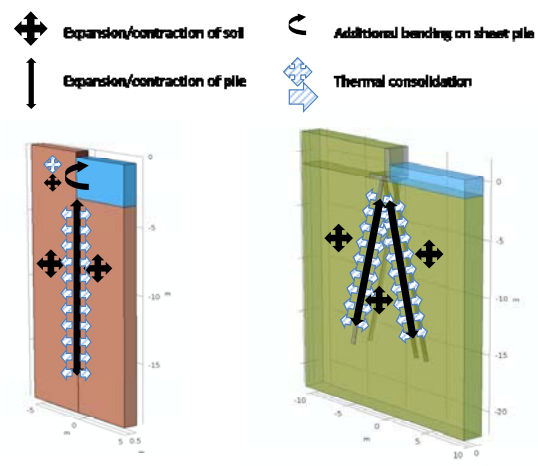 Expansion/contraction of soil
Additional bending on sheet pile
Expansion/contraction of pile
Thermal consolidation
0
-5
-10
m
-15
-5
0
m
5
0.5
0
-5
-10
m
-15
-20
-10
-5
0
m
5
10
0